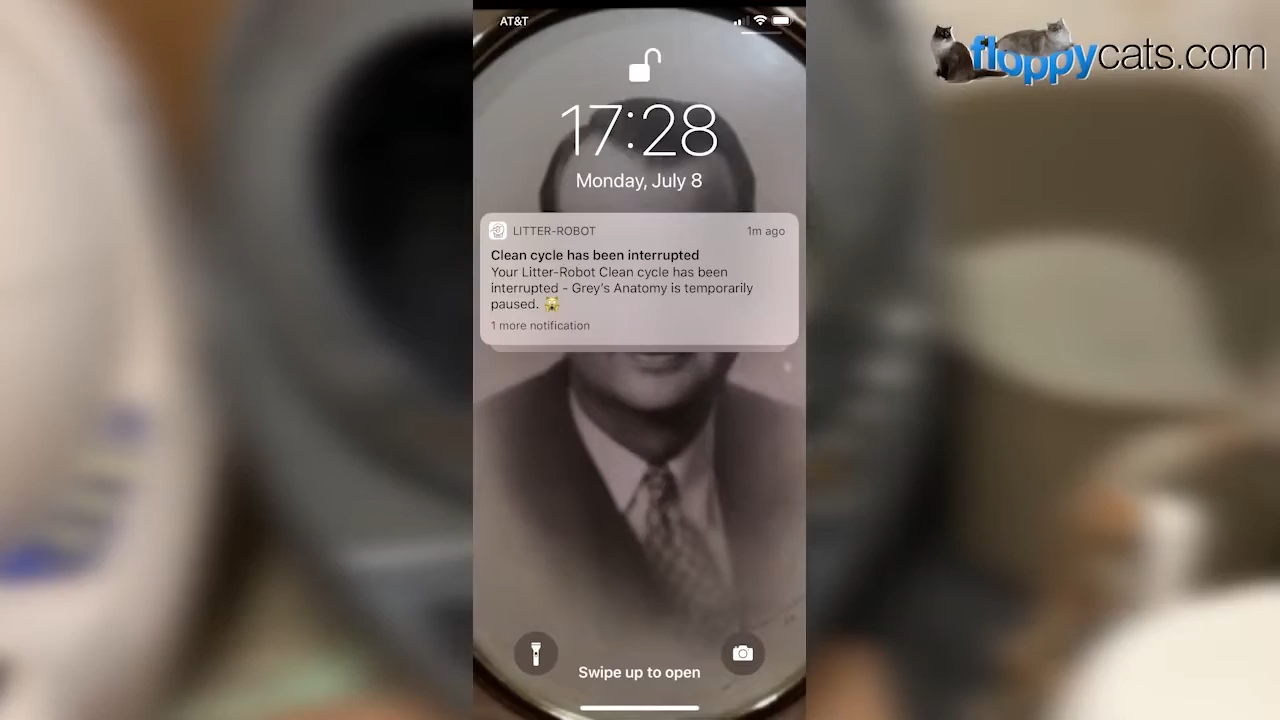 AT&T
floppycats.com
17:28
Monday, July 8
LITTER-ROBOT 1m ago
Clean cycle has been interrupted
Your Litter-Robot Clean cycle has been
interrupted - Grey's Anatomy is temporarily
paused. 🙀
1 more notification
Swipe up to open